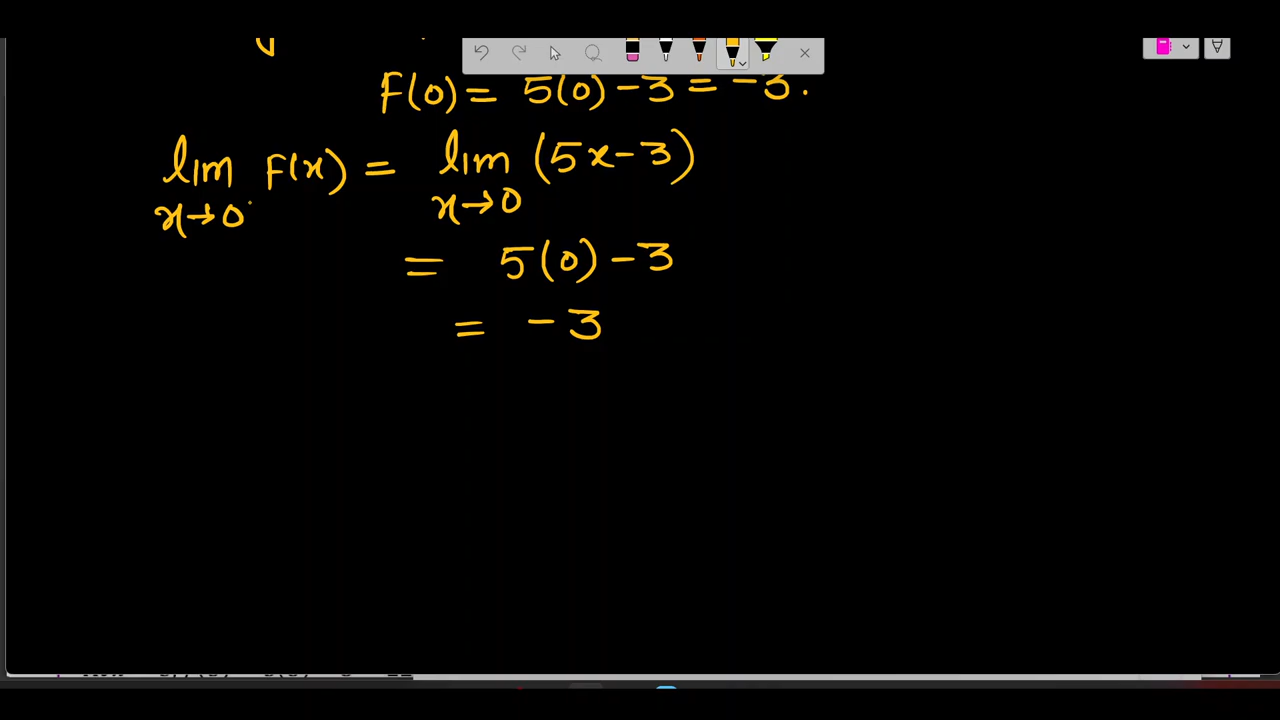 F(0) = 5(0) - 3 = -3.
lim F(x) = lim (5x - 3)
x→0 x→0
= 5(0) - 3
= -3